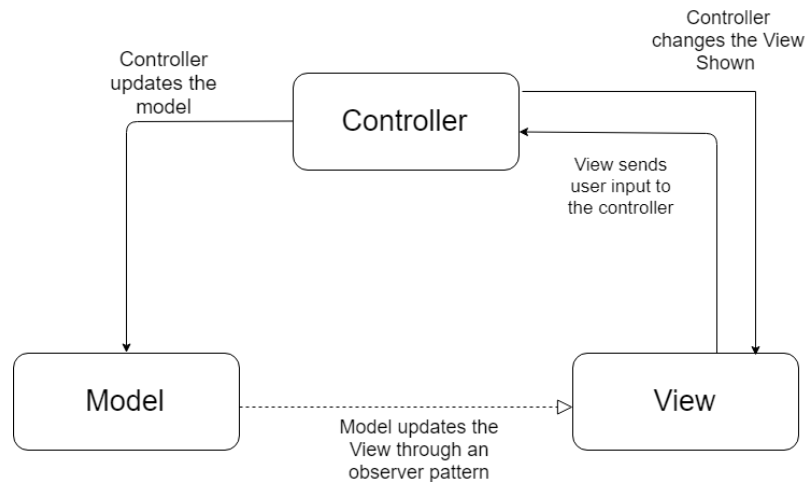 Controller
changes the View
Shown
Controller
updates the
model
Controller
View sends
user input to
the controller
Model
View
Model updates the
View through an
observer pattern